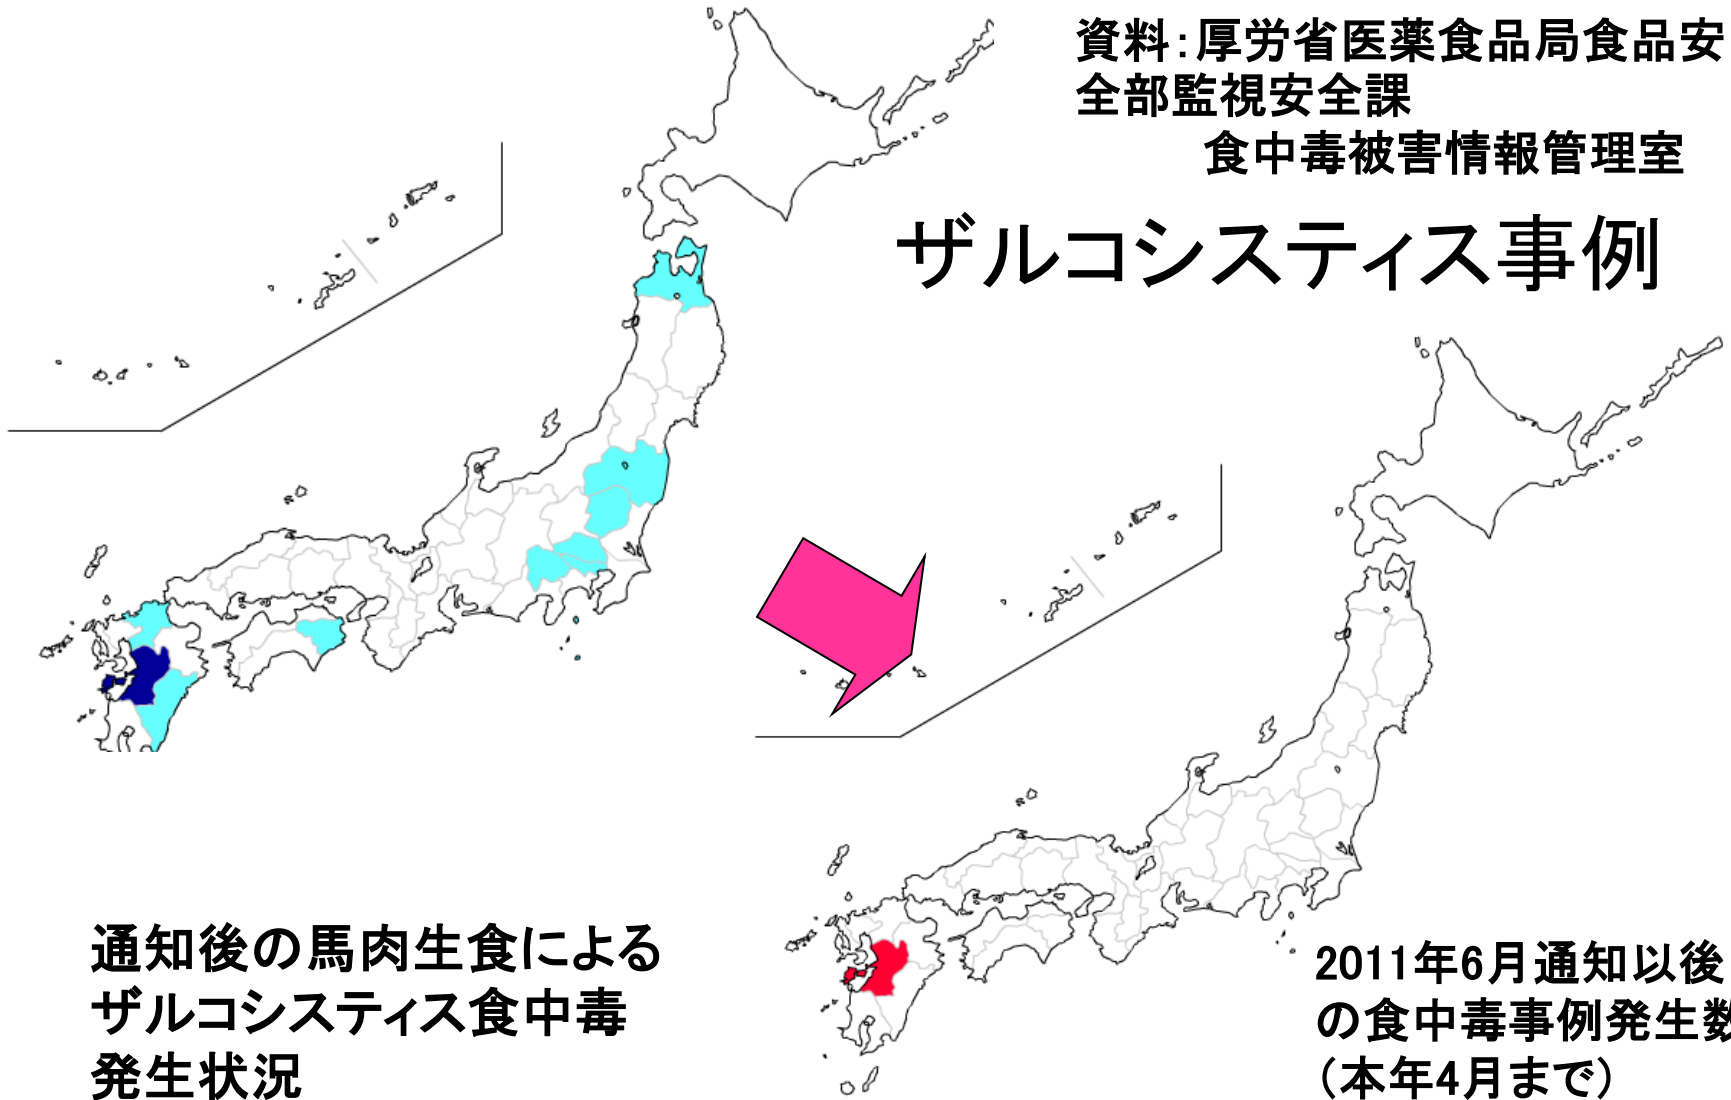 資料：厚労省医薬食品局食品安
全部監視安全課
食中毒被害情報管理室
ザルコシスティス事例
通知後の馬肉生食による
ザルコシスティス食中毒
発生状況
2011年6月通知以後
の食中毒事例発生数
（本年4月まで）